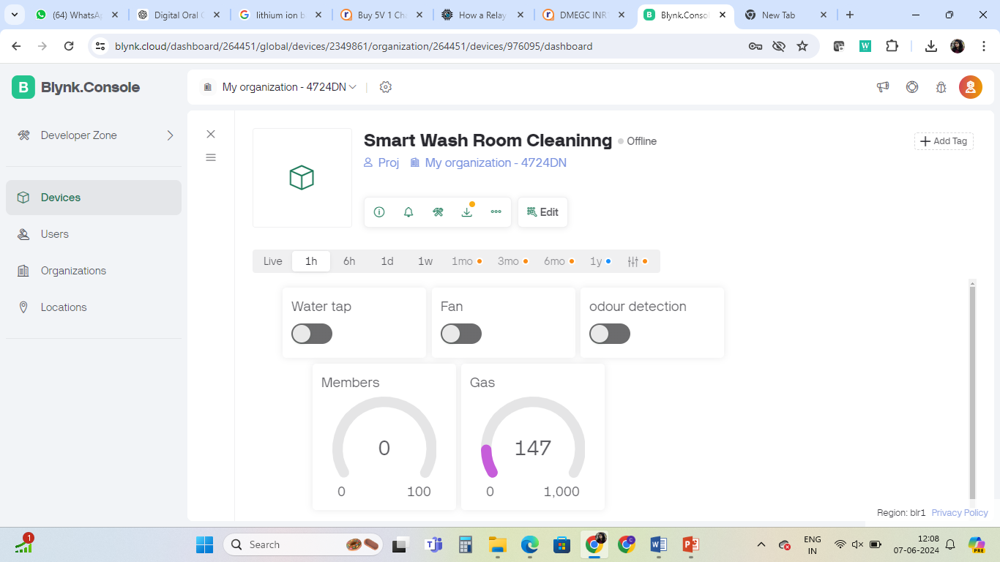 (64) WhatsA
Digital Oral C
lithium ion b
Buy 5V 1 Cha
How a Relay
DMEGC INR1
Blynk.Conso
New Tab
blynk.cloud/dashboard/264451/global/devices/2349861/organization/264451/devices/976095/dashboard
B Blynk.Console
My organization - 4724DN
Developer Zone
Devices
Users
Organizations
Locations
Smart Wash Room Cleaninng Offline
Add Tag
Proj My organization - 4724DN
Edit
Live 1h 6h 1d 1w 1mo 3mo 6mo 1y
Water tap Fan odour detection
Members Gas
0 147
0 100 0 1,000
Region: blr1 Privacy Policy
1
Search
ENG
IN
12:08
07-06-2024
PRE